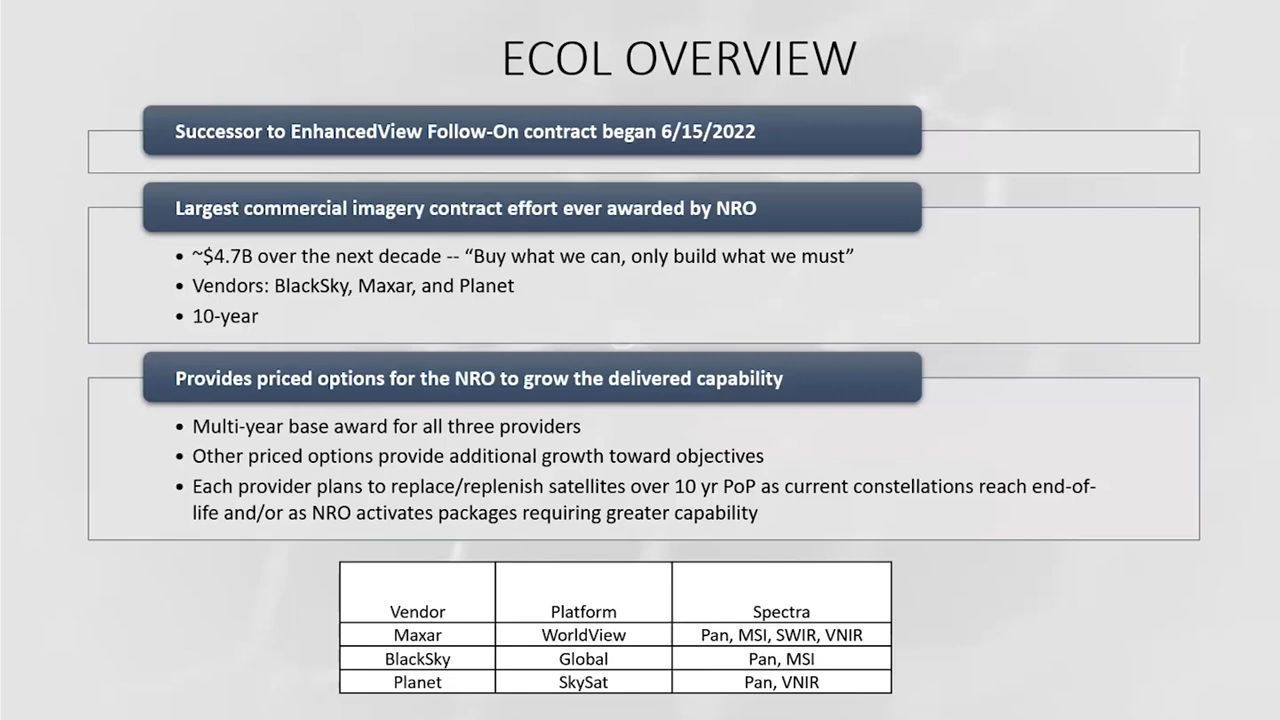 ECOL OVERVIEW
Successor to EnhancedView Follow-On contract began 6/15/2022
Largest commercial imagery contract effort ever awarded by NRO
• ~$4.7B over the next decade -- “Buy what we can, only build what we must”
• Vendors: BlackSky, Maxar, and Planet
• 10-year
Provides priced options for the NRO to grow the delivered capability
• Multi-year base award for all three providers
• Other priced options provide additional growth toward objectives
• Each provider plans to replace/replenish satellites over 10 yr PoP as current constellations reach end-of-
life and/or as NRO activates packages requiring greater capability
Vendor Platform Spectra
Maxar WorldView Pan, MSI, SWIR, VNIR
BlackSky Global Pan, MSI
Planet SkySat Pan, VNIR